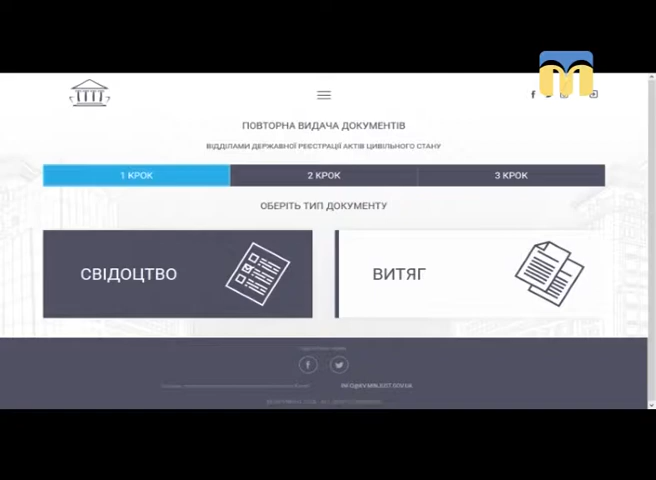 ПОВТОРНА ВИДАЧА ДОКУМЕНТІВ
ВІДДІЛАМИ ДЕРЖАВНОЇ РЕЄСТРАЦІЇ АКТІВ ЦИВІЛЬНОГО СТАНУ
1 КРОК
2 КРОК
3 КРОК
ОБЕРІТЬ ТИП ДОКУМЕНТУ
СВІДОЦТВО
ВИТЯГ